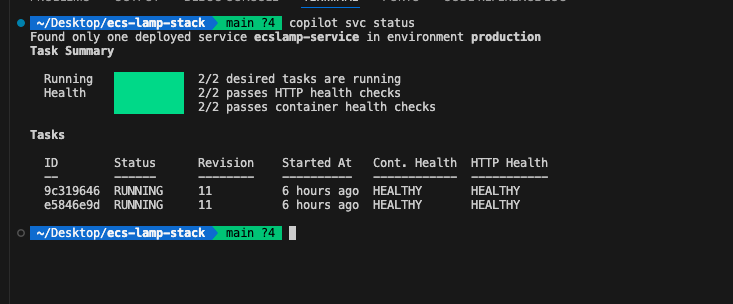 ~/Desktop/ecs-lamp-stack main ?4 copilot svc status
Found only one deployed service ecslamp-service in environment production
Task Summary
Running 2/2 desired tasks are running
Health 2/2 passes HTTP health checks
2/2 passes container health checks
Tasks
ID Status Revision Started At Cont. Health HTTP Health
9c319646 RUNNING 11 6 hours ago HEALTHY HEALTHY
e5846e9d RUNNING 11 6 hours ago HEALTHY HEALTHY
~/Desktop/ecs-lamp-stack main ?4